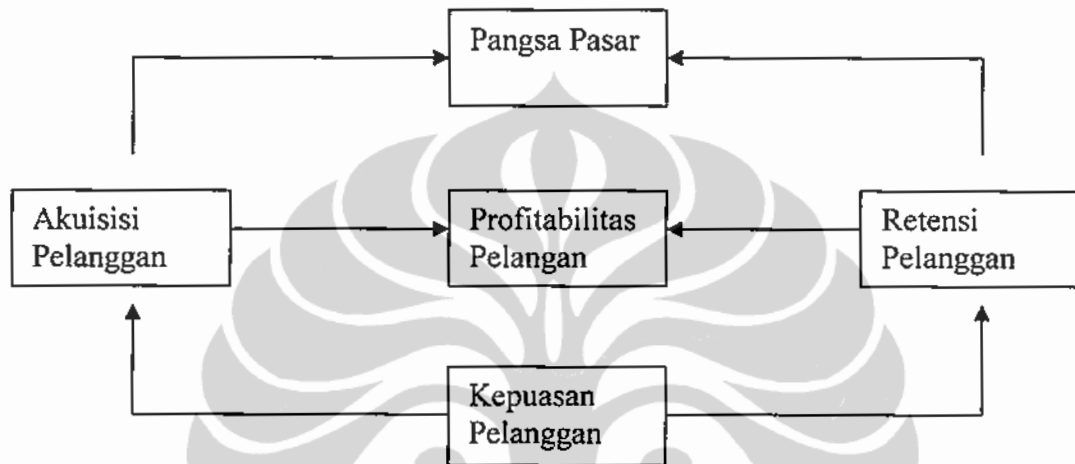 Pangsa Pasar
Akuisisi
Pelanggan
Profitabilitas
Pelangan
Retensi
Pelanggan
Kepuasan
Pelanggan